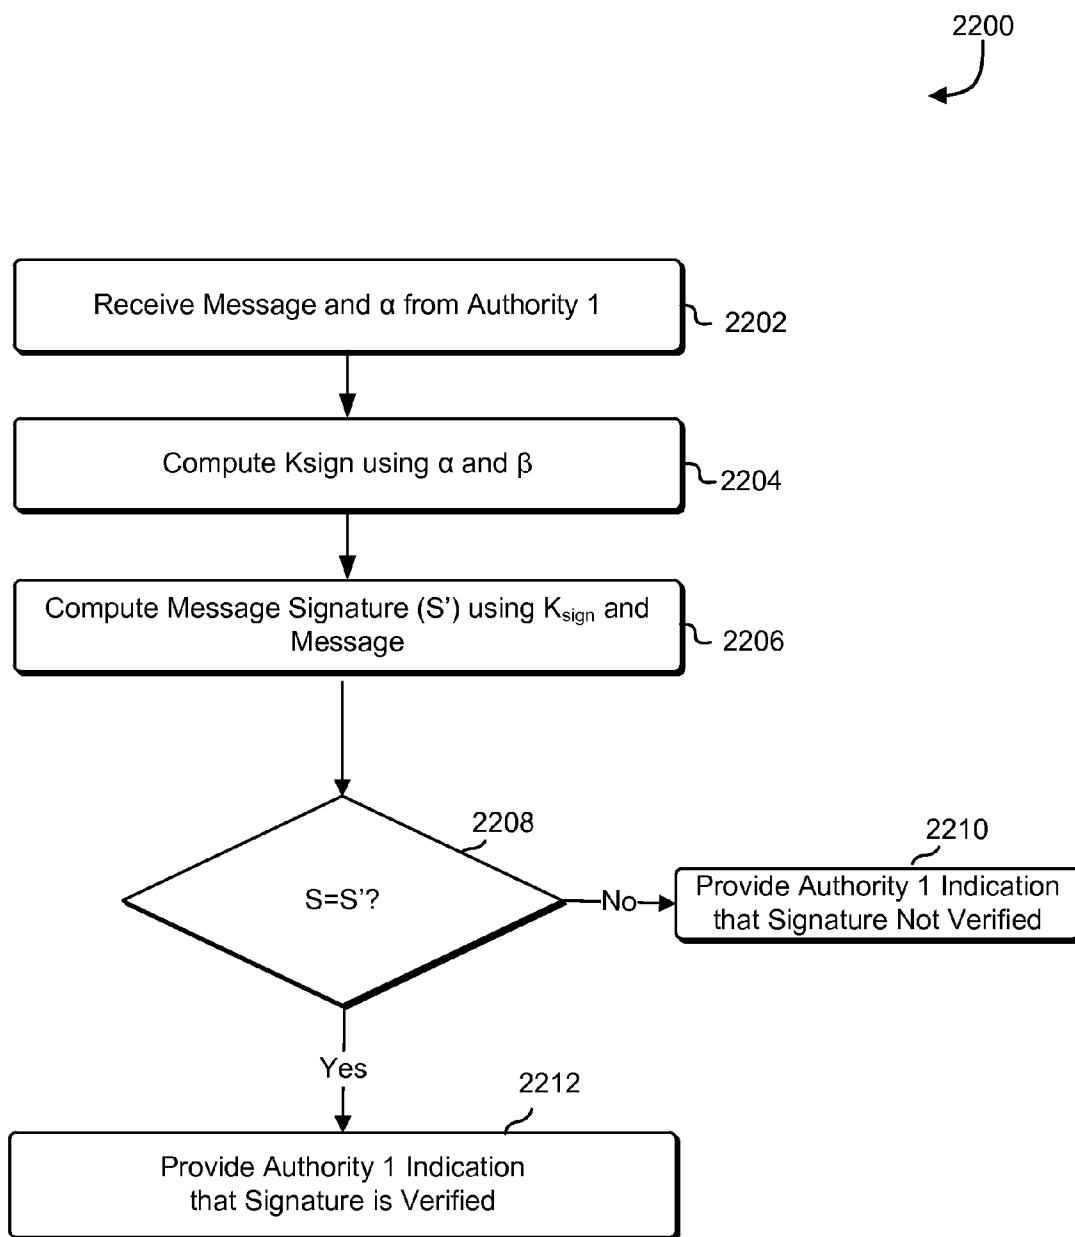 2200
Receive Message and α from Authority 1
2202
Compute Ksign using α and β
2204
Compute Message Signature (S’) using Ksign and
Message
2206
2208
S=S’?
No
2210
Provide Authority 1 Indication
that Signature Not Verified
Yes
2212
Provide Authority 1 Indication
that Signature is Verified